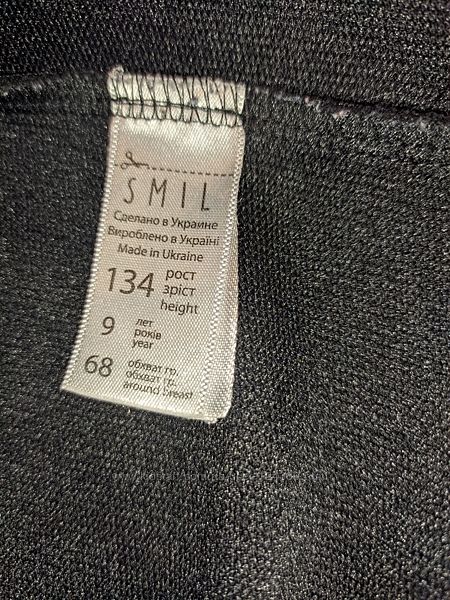 SMIL
Сделано в Украине
Вироблено в Україні
Made in Ukraine
134 рост
зріст
height
9 лет
років
year
68 обхват гр.
обхват гр.
around breast